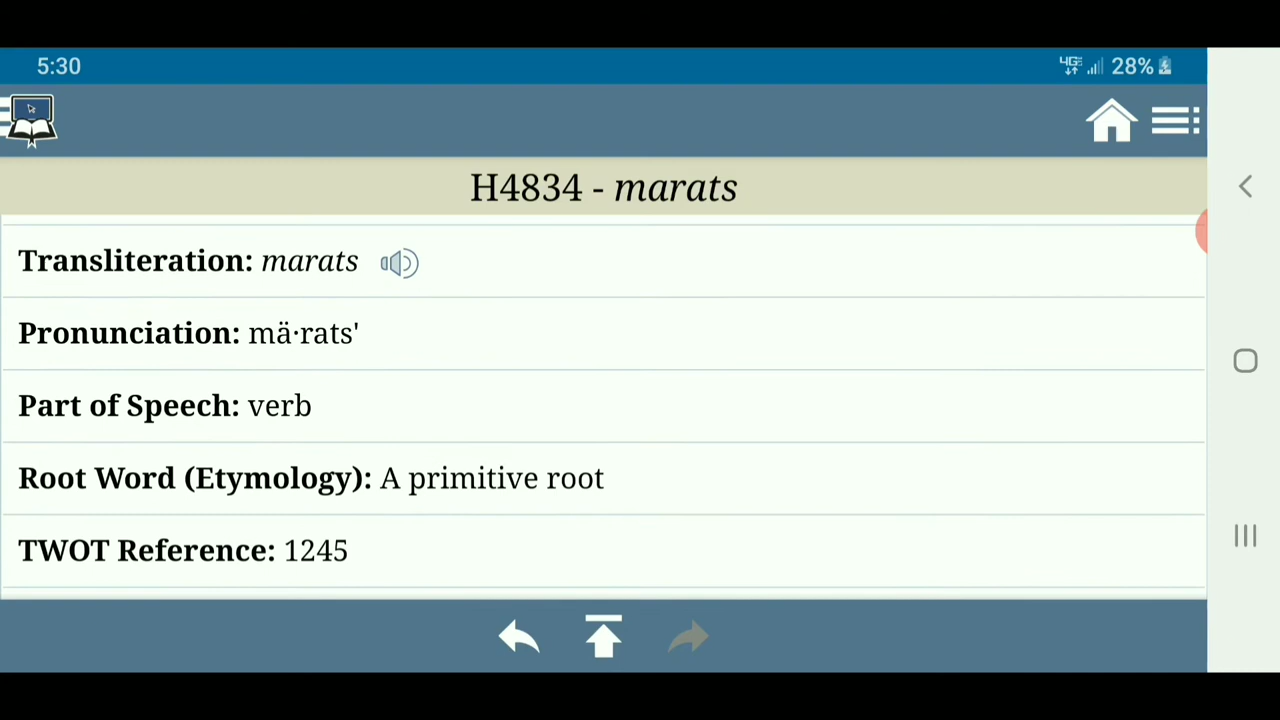 5:30
4G 28%
H4834 - marats
Transliteration: marats
Pronunciation: mä·rats'
Part of Speech: verb
Root Word (Etymology): A primitive root
TWOT Reference: 1245